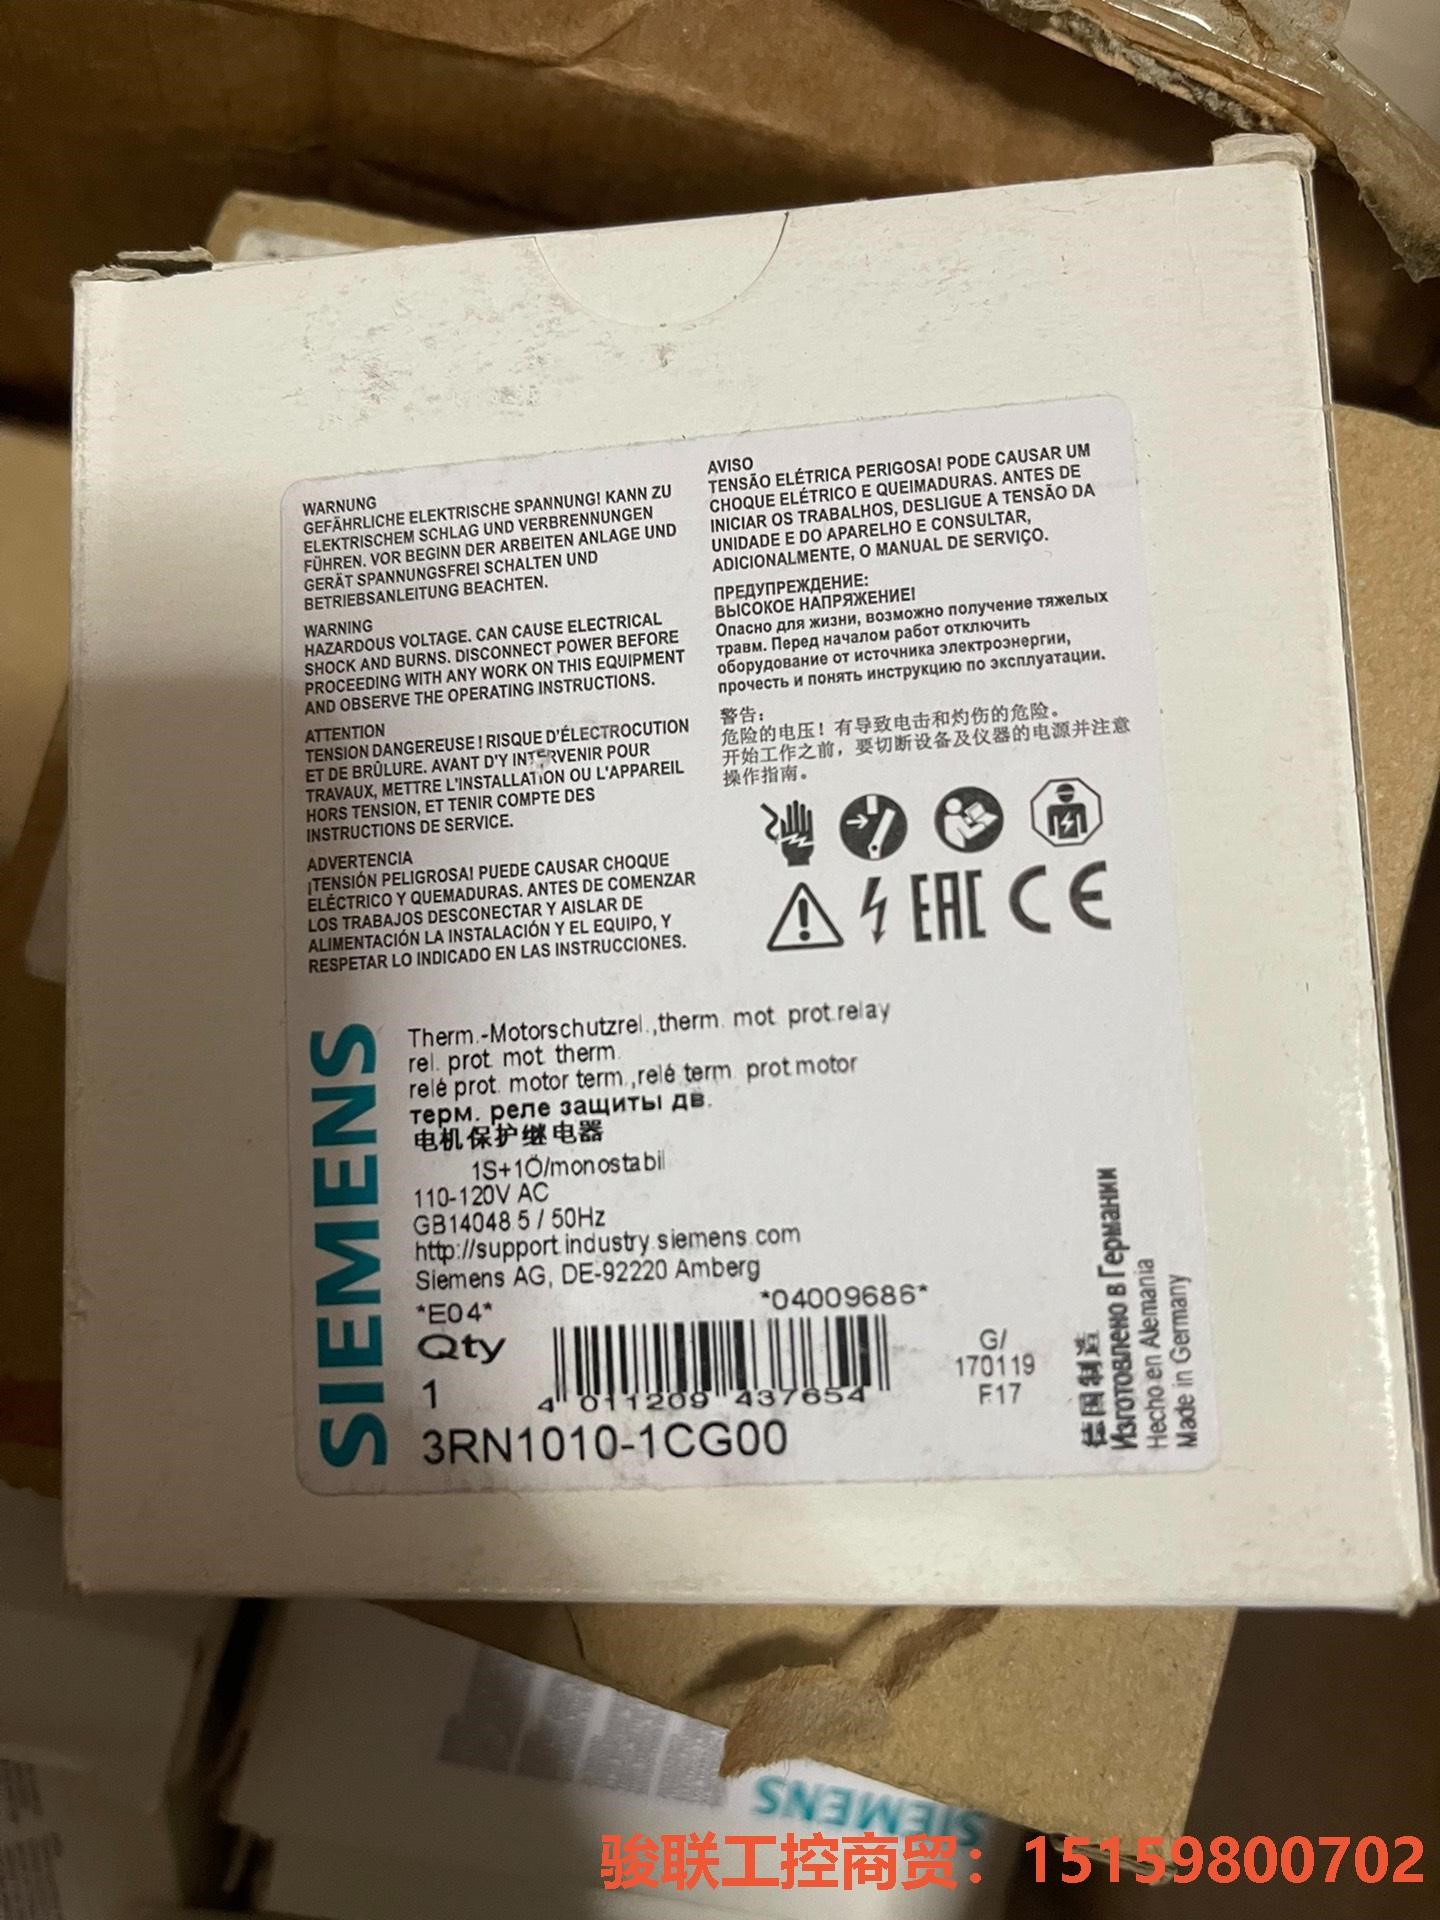 WARNUNG
GEFÄHRLICHE ELEKTRISCHE SPANNUNG! KANN ZU
ELEKTRISCHEM SCHLAG UND VERBRENNUNGEN
FÜHREN. VOR BEGINN DER ARBEITEN ANLAGE UND
GERÄT SPANNUNGSFREI SCHALTEN UND
BETRIEBSANLEITUNG BEACHTEN.
WARNING
HAZARDOUS VOLTAGE. CAN CAUSE ELECTRICAL
SHOCK AND BURNS. DISCONNECT POWER BEFORE
PROCEEDING WITH ANY WORK ON THIS EQUIPMENT
AND OBSERVE THE OPERATING INSTRUCTIONS.
ATTENTION
TENSION DANGEREUSE ! RISQUE D'ÉLECTROCUTION
ET DE BRÛLURE. AVANT D'Y INTERVENIR POUR
TRAVAUX, METTRE L'INSTALLATION OU L'APPAREIL
HORS TENSION, ET TENIR COMPTE DES
INSTRUCTIONS DE SERVICE.
ADVERTENCIA
¡TENSIÓN PELIGROSA! PUEDE CAUSAR CHOQUE
ELÉCTRICO Y QUEMADURAS. ANTES DE COMENZAR
LOS TRABAJOS DESCONECTAR Y AISLAR DE
ALIMENTACIÓN LA INSTALACIÓN Y EL EQUIPO, Y
RESPETAR LO INDICADO EN LAS INSTRUCCIONES.
AVISO
TENSÃO ELÉTRICA PERIGOSA! PODE CAUSAR UM
CHOQUE ELÉTRICO E QUEIMADURAS. ANTES DE
INICIAR OS TRABALHOS, DESLIGUE A TENSÃO DA
UNIDADE E DO APARELHO E CONSULTAR,
ADICIONALMENTE, O MANUAL DE SERVIÇO.
ПРЕДУПРЕЖДЕНИЕ:
ВЫСОКОЕ НАПРЯЖЕНИЕ!
Опасно для жизни, возможно получение тяжелых
травм. Перед началом работ отключить
оборудование от источника электроэнергии,
прочесть и понять инструкцию по эксплуатации.
警告:
危险的电压! 有导致电击和灼伤的危险。
开始工作之前, 要切断设备及仪器的电源并注意
操作指南。
EAC CE
SIEMENS
Therm.-Motorschutzrel.,therm. mot. prot.relay
rel. prot. mot. therm.
relé prot. motor term.,relé term. prot.motor
терм. реле защиты дв.
电机保护继电器
1S+1Ö/monostabil
110-120V AC
GB14048.5 / 50Hz
http://support.industry.siemens.com
Siemens AG, DE-92220 Amberg
*E04* *04009686*
Qty
1
4 011209 437654
3RN1010-1CG00
G/
170119
F17
德国制造
Изготовлено в Германии
Hecho en Alemania
Made in Germany
SIEMENS
骏联工控商贸：15159800702